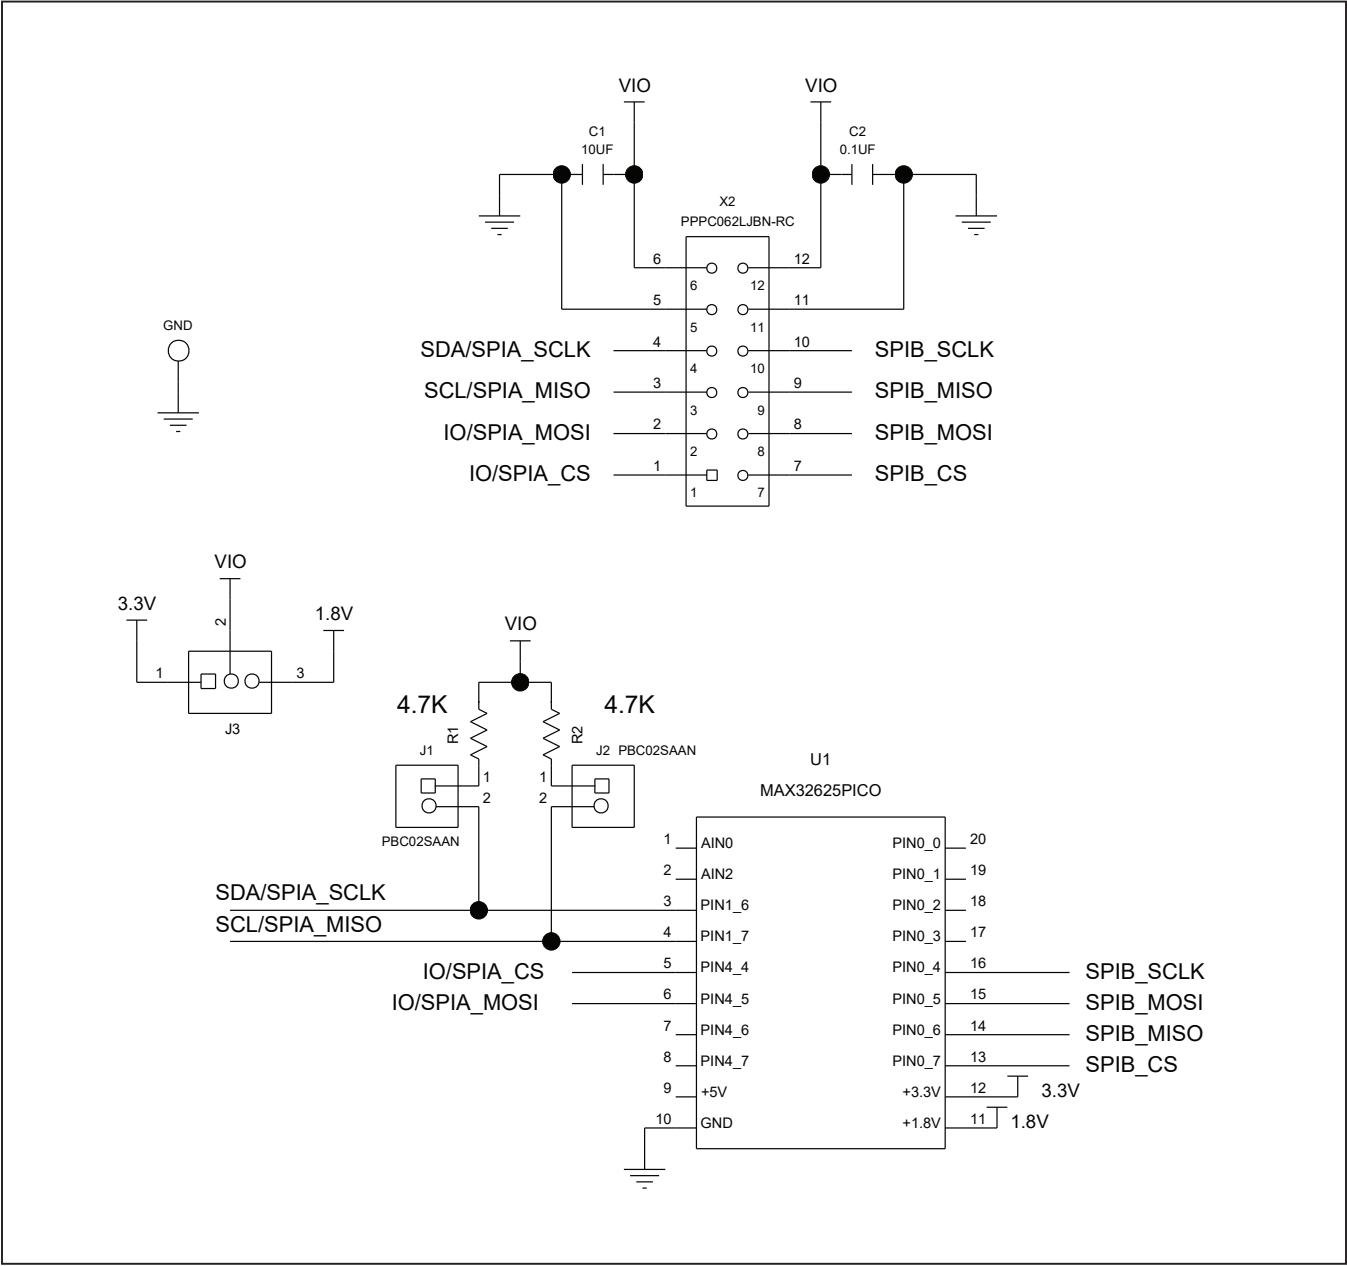 VIO
VIO
C1
10UF
C2
0.1UF
X2
PPPC062LJBN-RC
6
12
6
12
5
11
5
11
SDA/SPIA_SCLK
4
10
SPIB_SCLK
4
10
SCL/SPIA_MISO
3
9
SPIB_MISO
3
9
IO/SPIA_MOSI
2
8
SPIB_MOSI
2
8
IO/SPIA_CS
1
7
SPIB_CS
1
7
GND
VIO
3.3V
1.8V
2
1
3
J3
VIO
4.7K
4.7K
R1
R2
J1
J2 PBC02SAAN
1
2
1
2
PBC02SAAN
U1
MAX32625PICO
1 AIN0
PIN0_0 20
2 AIN2
PIN0_1 19
SDA/SPIA_SCLK
3 PIN1_6
PIN0_2 18
SCL/SPIA_MISO
4 PIN1_7
PIN0_3 17
IO/SPIA_CS
5 PIN4_4
PIN0_4 16
SPIB_SCLK
IO/SPIA_MOSI
6 PIN4_5
PIN0_5 15
SPIB_MOSI
7 PIN4_6
PIN0_6 14
SPIB_MISO
8 PIN4_7
PIN0_7 13
SPIB_CS
9 +5V
+3.3V 12
3.3V
10 GND
+1.8V 11
1.8V